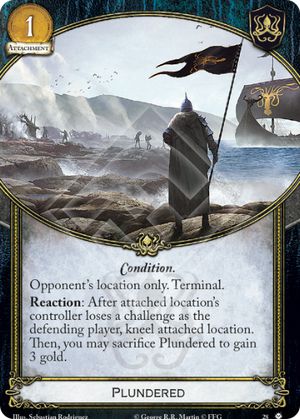 1
ATTACHMENT
Condition.
Opponent's location only. Terminal.
Reaction: After attached location's
controller loses a challenge as the
defending player, kneel attached location.
Then, you may sacrifice Plundered to gain
3 gold.
PLUNDERED
Illus. Sebastian Rodriguez
© George R.R. Martin © FFG
28